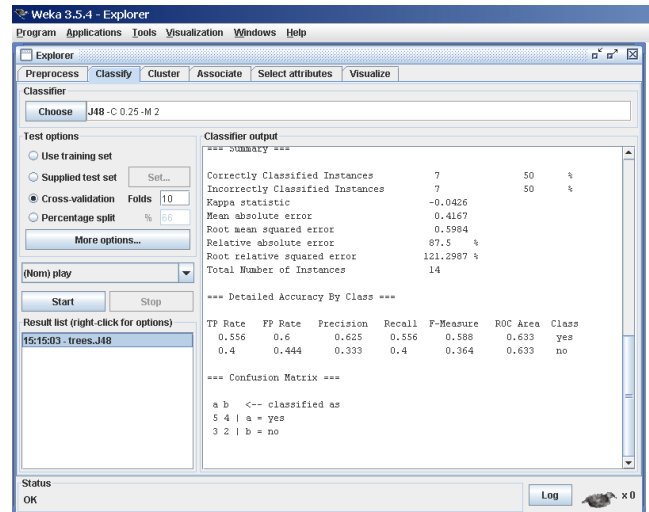 Weka 3.5.4 - Explorer
Program Applications Tools Visualization Windows Help
Explorer
Preprocess Classify Cluster Associate Select attributes Visualize
Classifier
Choose J48 -C 0.25 -M 2
Test options
Use training set
Supplied test set Set...
Cross-validation Folds 10
Percentage split % 66
More options...
(Nom) play
Start Stop
Result list (right-click for options)
15:15:03 - trees.J48
Classifier output
=== Summary ===
Correctly Classified Instances 7 50 %
Incorrectly Classified Instances 7 50 %
Kappa statistic -0.0426
Mean absolute error 0.4167
Root mean squared error 0.5984
Relative absolute error 87.5 %
Root relative squared error 121.2987 %
Total Number of Instances 14
=== Detailed Accuracy By Class ===
TP Rate FP Rate Precision Recall F-Measure ROC Area Class
0.556 0.6 0.625 0.556 0.588 0.633 yes
0.4 0.444 0.333 0.4 0.364 0.633 no
=== Confusion Matrix ===
a b <-- classified as
5 4 | a = yes
3 2 | b = no
Status
OK
Log
x 0